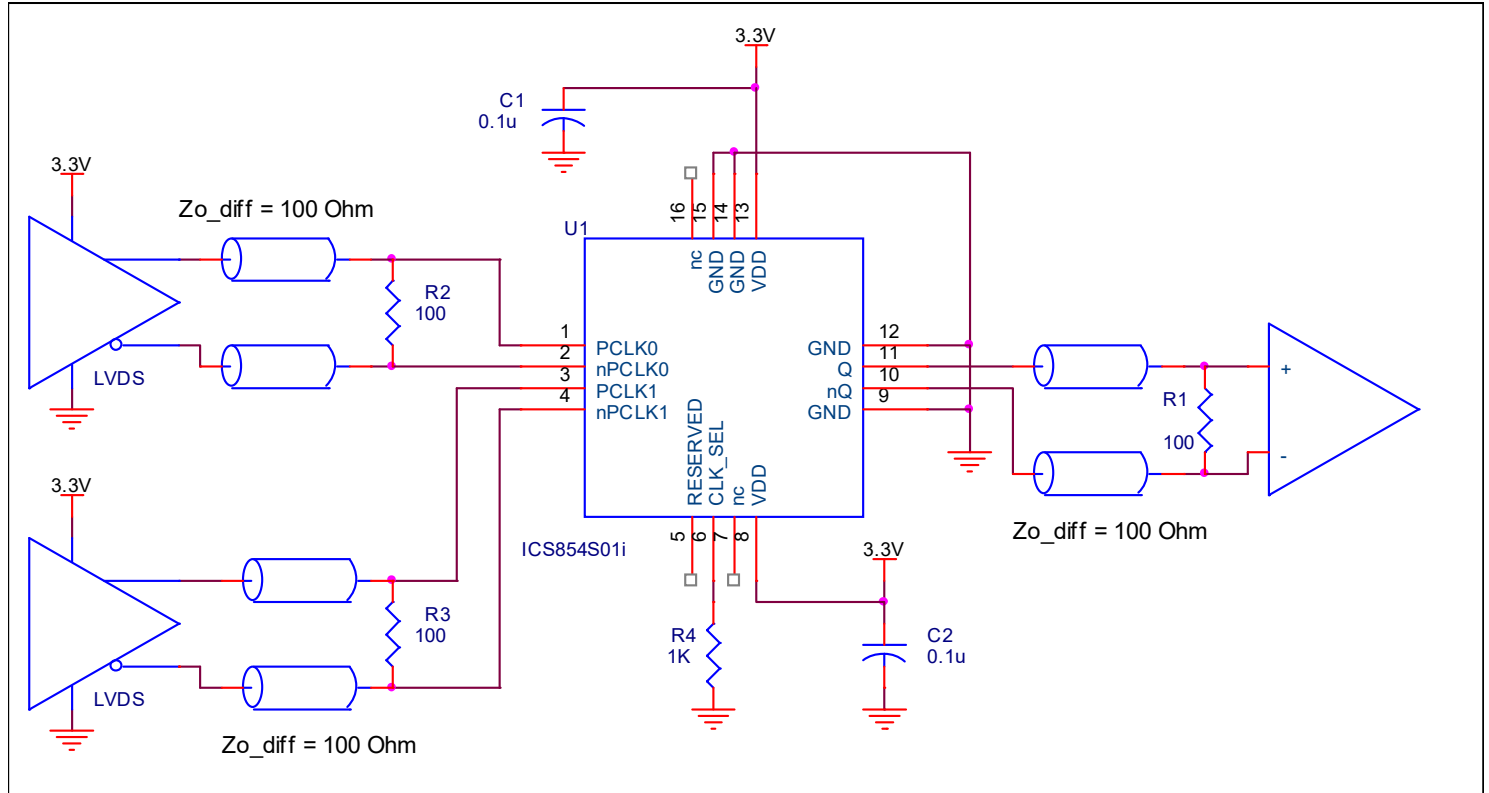 3.3V
C1
0.1u
3.3V
Zo_diff = 100 Ohm
16
15
14
13
U1
nc
GND
GND
VDD
R2
100
1
2
3
4
PCLK0
nPCLK0
PCLK1
nPCLK1
LVDS
GND
Q
nQ
GND
12
11
10
9
+
-
R1
100
RESERVED
CLK_SEL
nc
VDD
3.3V
5
6
7
8
ICS854S01i
Zo_diff = 100 Ohm
3.3V
R3
100
R4
1K
C2
0.1u
LVDS
Zo_diff = 100 Ohm